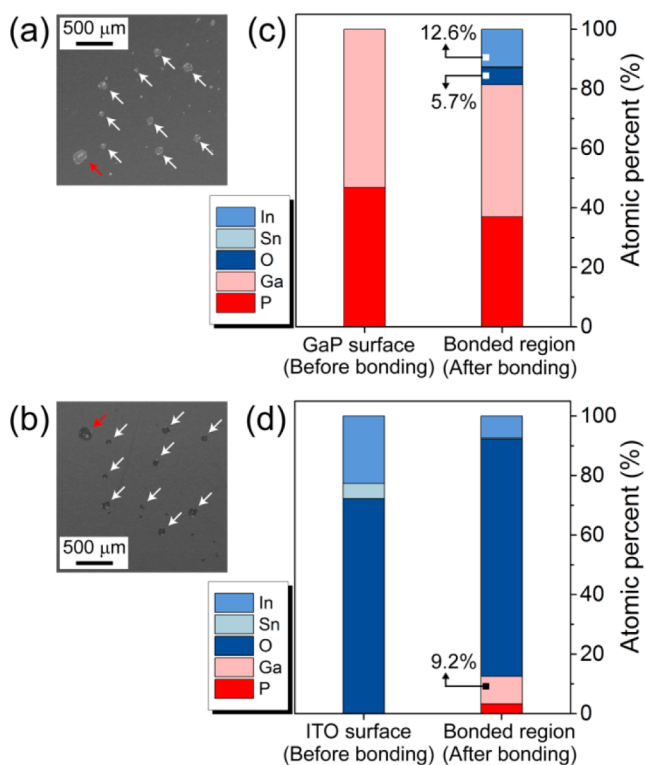 (a)
500 μm
(c)
12.6%
5.7%
100
80
60
40
20
0
Atomic percent (%)
In
Sn
O
Ga
P
GaP surface
(Before bonding)
Bonded region
(After bonding)
(b)
500 μm
(d)
9.2%
100
80
60
40
20
0
Atomic percent (%)
In
Sn
O
Ga
P
ITO surface
(Before bonding)
Bonded region
(After bonding)